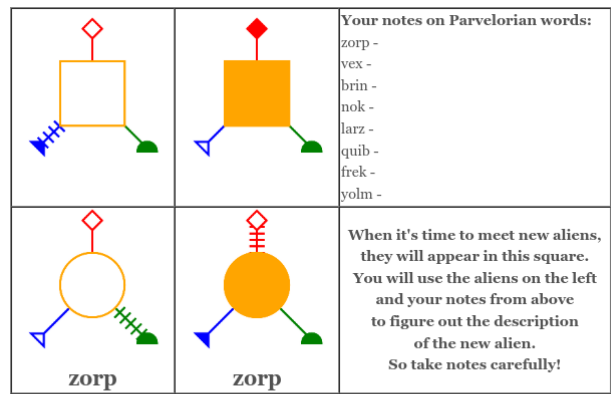 Your notes on Parvelorian words:
zorp -
vex -
brin -
nok -
larz -
quib -
frek -
yolm -
zorp
zorp
When it's time to meet new aliens,
they will appear in this square.
You will use the aliens on the left
and your notes from above
to figure out the description
of the new alien.
So take notes carefully!